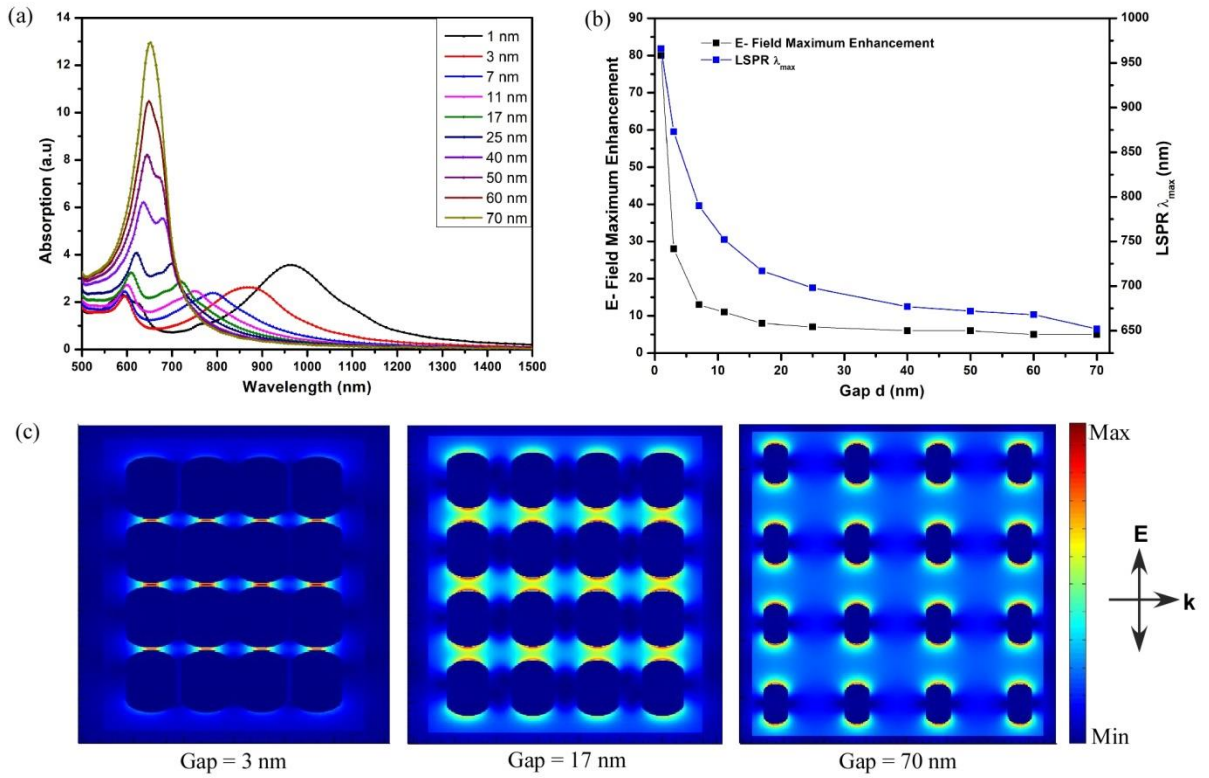 (a)
14
12
10
8
6
4
2
0
Absorption (a.u)
500 600 700 800 900 1000 1100 1200 1300 1400 1500
Wavelength (nm)
1 nm
3 nm
7 nm
11 nm
17 nm
25 nm
40 nm
50 nm
60 nm
70 nm
(b)
90
80
70
60
50
40
30
20
10
0
E- Field Maximum Enhancement
E- Field Maximum Enhancement
LSPR λmax
1000
950
900
850
800
750
700
650
LSPR λmax (nm)
0 10 20 30 40 50 60 70
Gap d (nm)
(c)
Max
Min
E
k
Gap = 3 nm
Gap = 17 nm
Gap = 70 nm